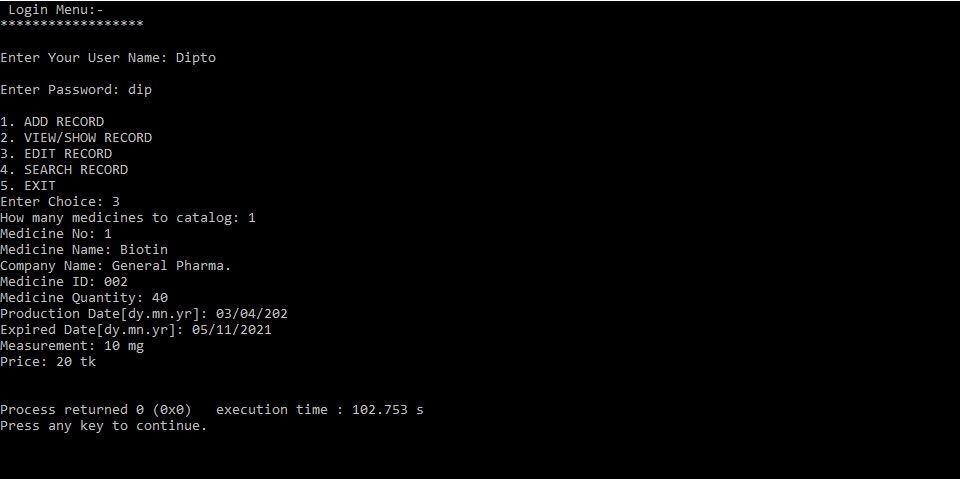 Login Menu:-
******************
Enter Your User Name: Dipto
Enter Password: dip
1. ADD RECORD
2. VIEW/SHOW RECORD
3. EDIT RECORD
4. SEARCH RECORD
5. EXIT
Enter Choice: 3
How many medicines to catalog: 1
Medicine No: 1
Medicine Name: Biotin
Company Name: General Pharma.
Medicine ID: 002
Medicine Quantity: 40
Production Date[dy.mn.yr]: 03/04/202
Expired Date[dy.mn.yr]: 05/11/2021
Measurement: 10 mg
Price: 20 tk
Process returned 0 (0x0)   execution time : 102.753 s
Press any key to continue.